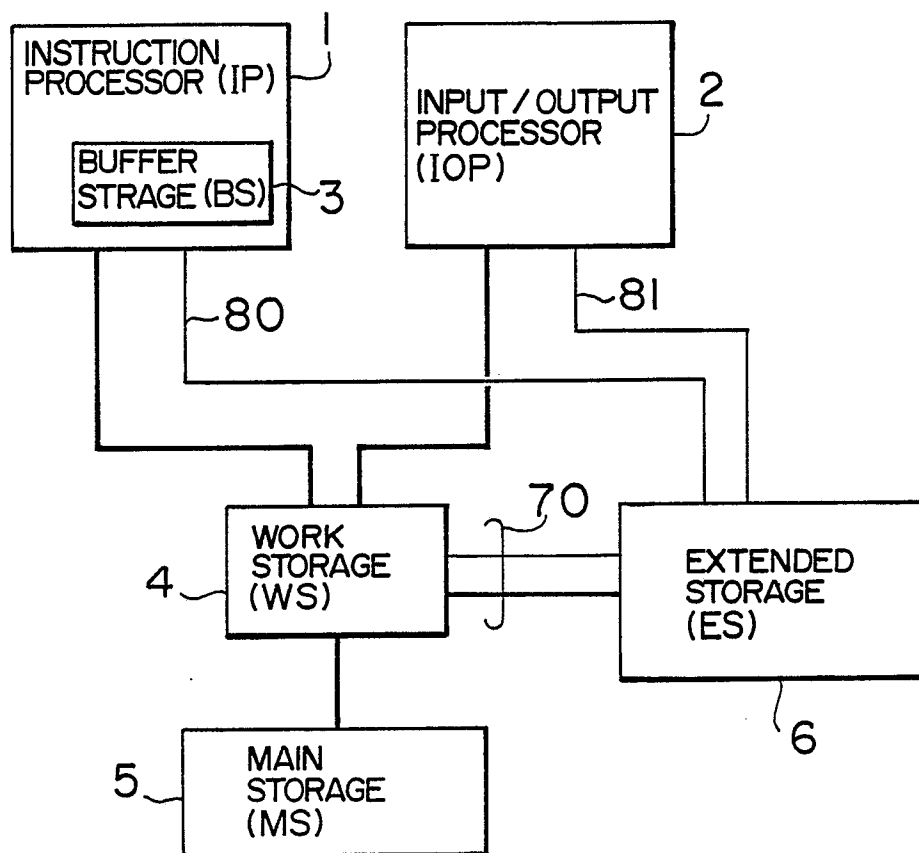 1
INSTRUCTION
PROCESSOR (IP)
BUFFER
STRAGE (BS)
3
INPUT / OUTPUT
PROCESSOR
(IOP)
2
80
81
70
WORK
STORAGE
(WS)
4
EXTENDED
STORAGE
(ES)
6
MAIN
STORAGE
(MS)
5